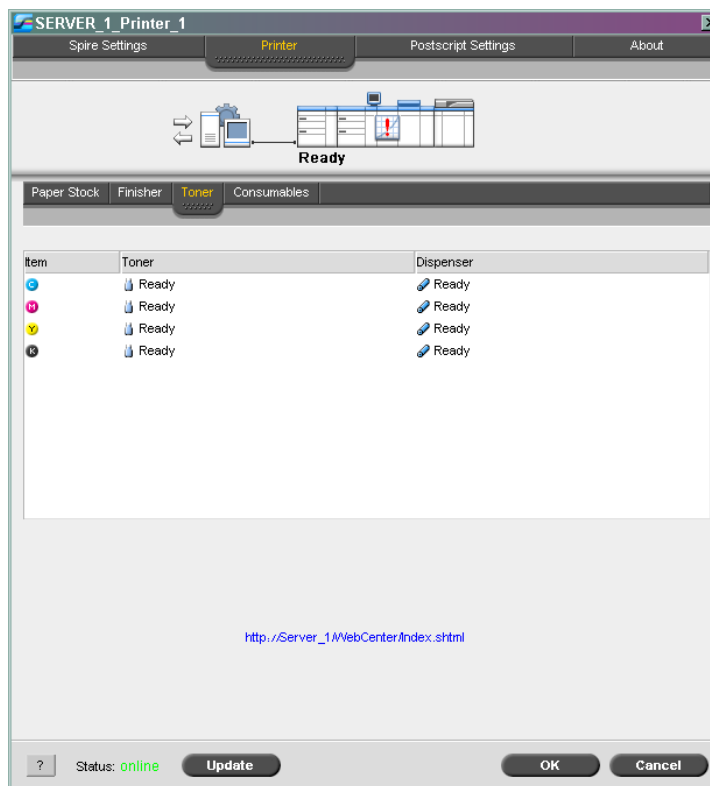 SERVER_1_Printer_1
Spire Settings Printer Postscript Settings About
Ready
Paper Stock Finisher Toner Consumables
Item Toner Dispenser
C Ready Ready
M Ready Ready
Y Ready Ready
K Ready Ready
http://Server_1/WebCenter/Index.shtml
? Status: online Update OK Cancel